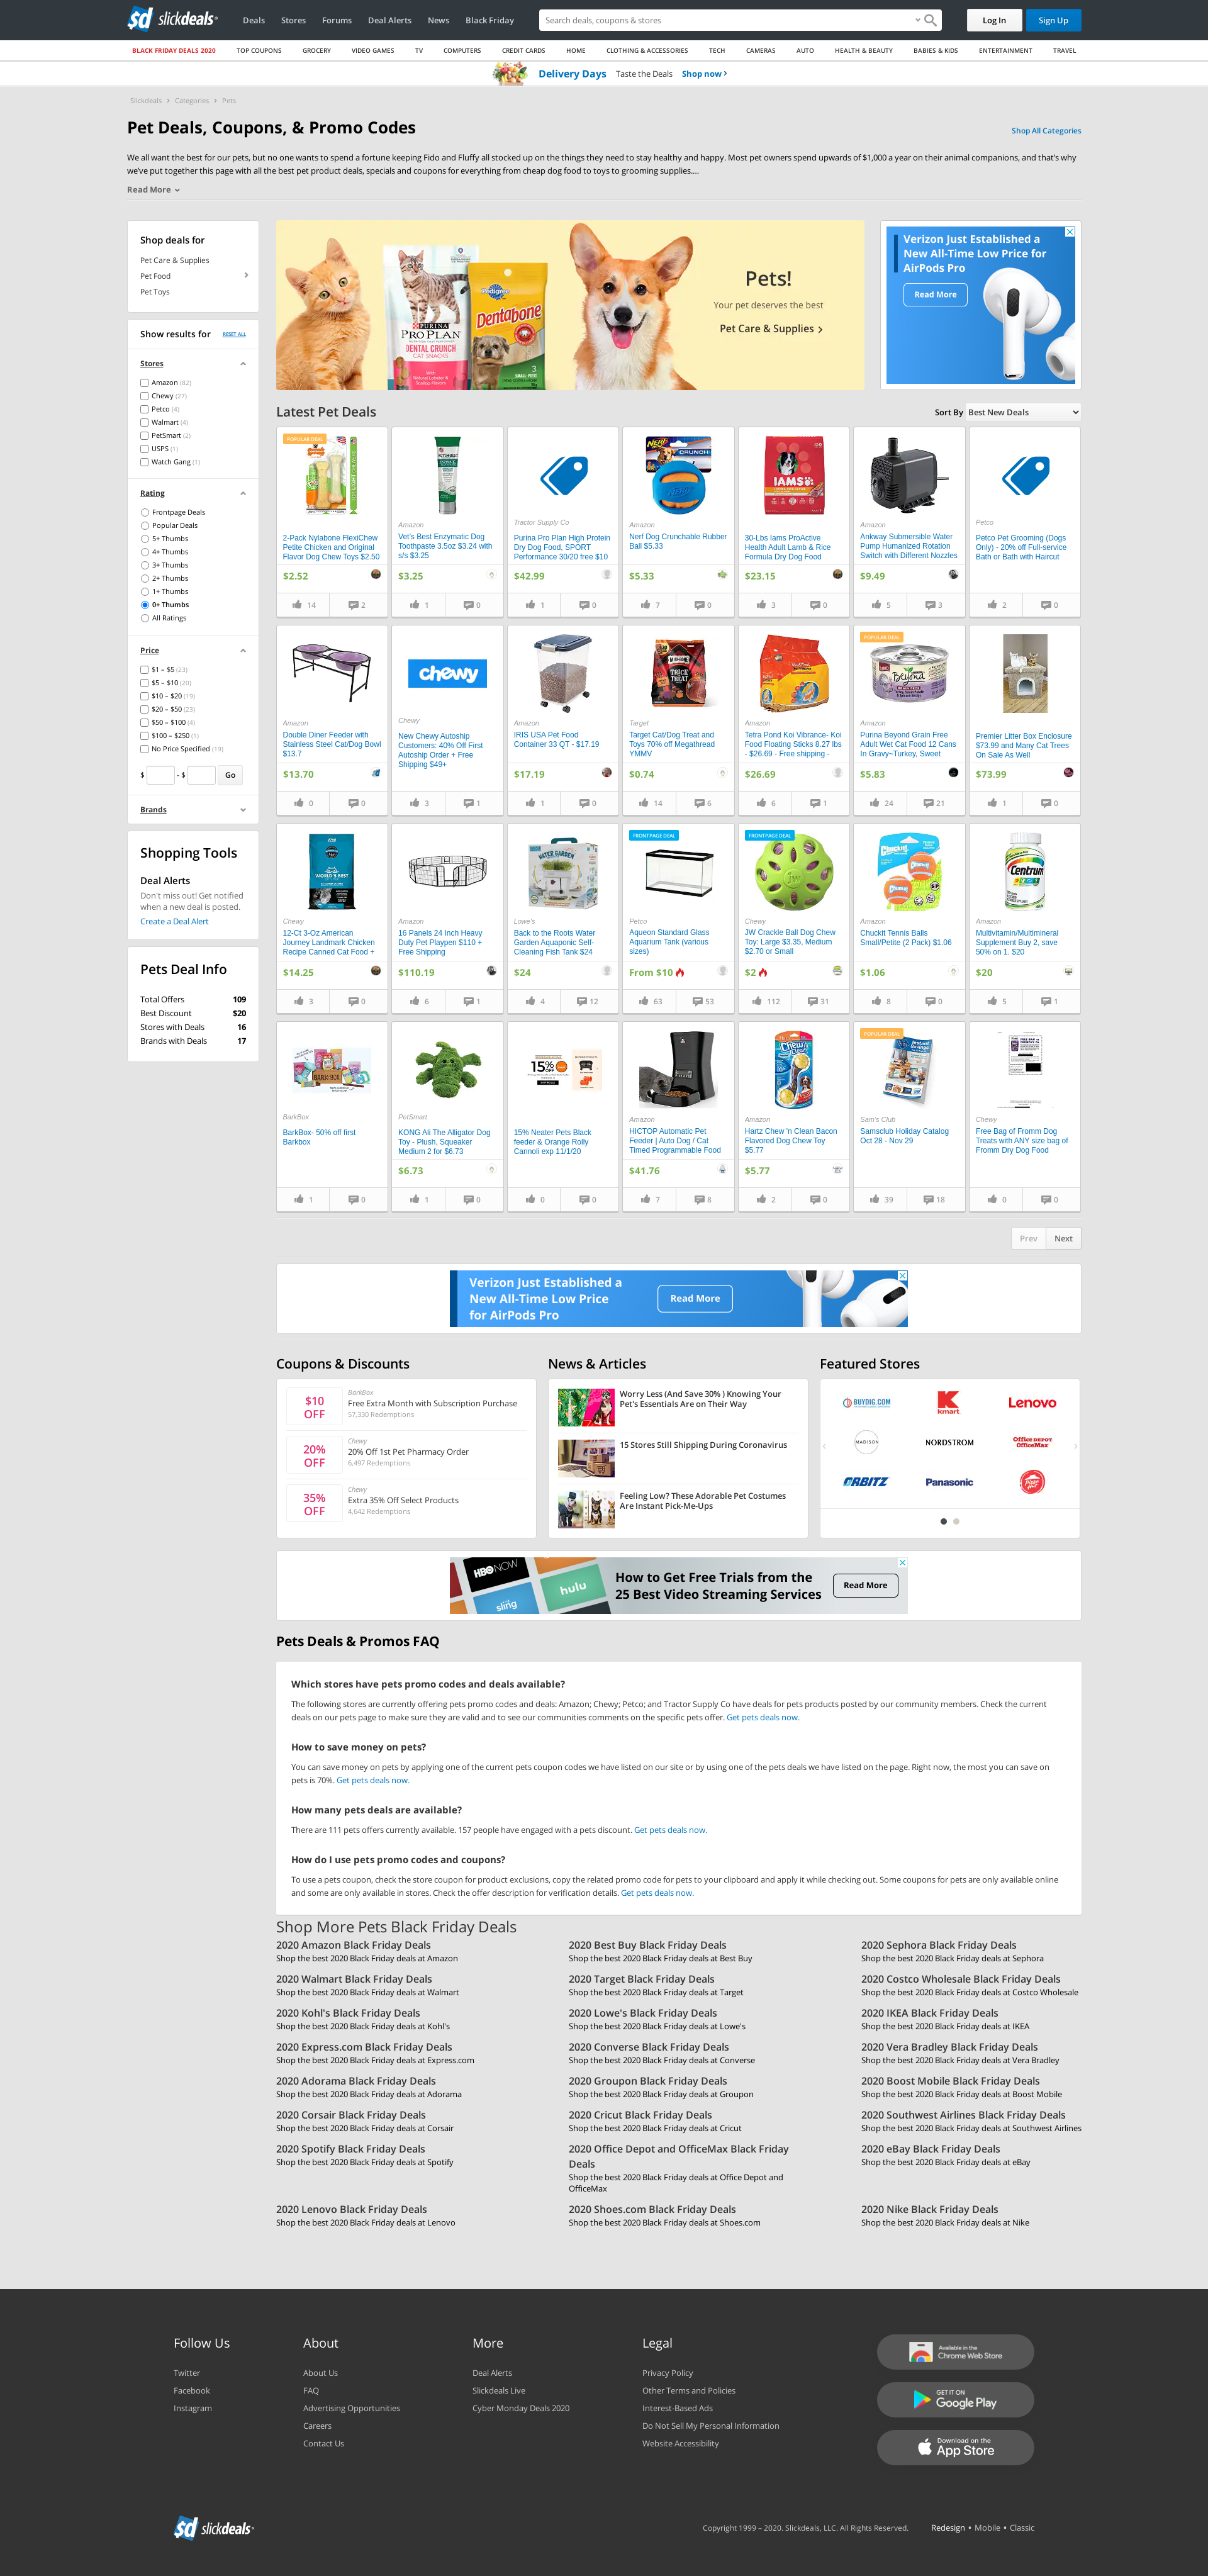 slickdeals
Deals
Stores
Forums
Deal Alerts
News
Black Friday
Search deals, coupons & stores
Log In
Sign Up
BLACK FRIDAY DEALS 2020
TOP COUPONS
GROCERY
VIDEO GAMES
TV
COMPUTERS
CREDIT CARDS
HOME
CLOTHING & ACCESSORIES
TECH
CAMERAS
AUTO
HEALTH & BEAUTY
BABIES & KIDS
ENTERTAINMENT
TRAVEL
Delivery Days Taste the Deals Shop now
Slickdeals > Categories > Pets
Pet Deals, Coupons, & Promo Codes
Shop All Categories
We all want the best for our pets, but no one wants to spend a fortune keeping Fido and Fluffy all stocked up on the things they need to stay healthy and happy. Most pet owners spend upwards of $1,000 a year on their animal companions, and that's why
we've put together this page with all the best pet product deals, specials and coupons for everything from cheap dog food to toys to grooming supplies....
Read More
Shop deals for
Pet Care & Supplies
Pet Food
Pet Toys
Show results for
RESET ALL
Stores
Amazon (82)
Chewy (27)
Petco (4)
Walmart (4)
PetSmart (2)
USPS (1)
Watch Gang (1)
Rating
Frontpage Deals
Popular Deals
5+ Thumbs
4+ Thumbs
3+ Thumbs
2+ Thumbs
1+ Thumbs
0+ Thumbs
All Ratings
Price
$1 – $5 (23)
$5 – $10 (20)
$10 – $20 (19)
$20 – $50 (23)
$50 – $100 (4)
$100 – $250 (1)
No Price Specified (19)
$ - $ Go
Brands
Shopping Tools
Deal Alerts
Don't miss out! Get notified
when a new deal is posted.
Create a Deal Alert
Pets Deal Info
Total Offers 109
Best Discount $20
Stores with Deals 16
Brands with Deals 17
PURINA
PRO PLAN
DENTAL CRUNCH
CAT SNACKS
Pedigree
Dentabone
Pets!
Your pet deserves the best
Pet Care & Supplies
Verizon Just Established a
New All-Time Low Price for
AirPods Pro
Read More
Latest Pet Deals
Sort By Best New Deals
POPULAR DEAL
2-Pack Nylabone FlexiChew
Petite Chicken and Original
Flavor Dog Chew Toys $2.50
$2.52
14 2
Amazon
Vet's Best Enzymatic Dog
Toothpaste 3.5oz $3.24 with
s/s $3.25
$3.25
1 0
Tractor Supply Co
Purina Pro Plan High Protein
Dry Dog Food, SPORT
Performance 30/20 free $10
$42.99
1 0
NERF
CRUNCH
Amazon
Nerf Dog Crunchable Rubber
Ball $5.33
$5.33
7 0
IAMS
30-Lbs Iams ProActive
Health Adult Lamb & Rice
Formula Dry Dog Food
$23.15
3 0
Amazon
Ankway Submersible Water
Pump Humanized Rotation
Switch with Different Nozzles
$9.49
5 3
Petco
Petco Pet Grooming (Dogs
Only) - 20% off Full-service
Bath or Bath with Haircut
2 0
Amazon
Double Diner Feeder with
Stainless Steel Cat/Dog Bowl
$13.7
$13.70
0 0
chewy
Chewy
New Chewy Autoship
Customers: 40% Off First
Autoship Order + Free
Shipping $49+
3 1
Amazon
IRIS USA Pet Food
Container 33 QT - $17.19
$17.19
1 0
TRICK
TREAT
Target
Target Cat/Dog Treat and
Toys 70% off Megathread
YMMV
$0.74
14 6
Amazon
Tetra Pond Koi Vibrance- Koi
Food Floating Sticks 8.27 lbs
- $26.69 - Free shipping -
$26.69
6 1
POPULAR DEAL
Beyond
Amazon
Purina Beyond Grain Free
Adult Wet Cat Food 12 Cans
In Gravy~Turkey, Sweet
$5.83
24 21
Premier Litter Box Enclosure
$73.99 and Many Cat Trees
On Sale As Well
$73.99
1 0
WORLD'S BEST
Chewy
12-Ct 3-Oz American
Journey Landmark Chicken
Recipe Canned Cat Food +
$14.25
3 0
Amazon
16 Panels 24 Inch Heavy
Duty Pet Playpen $110 +
Free Shipping
$110.19
6 1
WATER GARDEN
Lowe's
Back to the Roots Water
Garden Aquaponic Self-
Cleaning Fish Tank $24
$24
4 12
FRONTPAGE DEAL
Petco
Aqueon Standard Glass
Aquarium Tank (various
sizes)
From $10
63 53
FRONTPAGE DEAL
Chewy
JW Crackle Ball Dog Chew
Toy: Large $3.35, Medium
$2.70 or Small
$2
112 31
Chuckit!
Amazon
Chuckit Tennis Balls
Small/Petite (2 Pack) $1.06
$1.06
8 0
Centrum
Amazon
Multivitamin/Multimineral
Supplement Buy 2, save
50% on 1. $20
$20
5 1
BARKBOX
BarkBox
BarkBox- 50% off first
Barkbox
1 0
PetSmart
KONG Ali The Alligator Dog
Toy - Plush, Squeaker
Medium 2 for $6.73
$6.73
1 0
15%
15% Neater Pets Black
feeder & Orange Rolly
Cannoli exp 11/1/20
0 0
Amazon
HICTOP Automatic Pet
Feeder | Auto Dog / Cat
Timed Programmable Food
$41.76
7 8
Amazon
Hartz Chew 'n Clean Bacon
Flavored Dog Chew Toy
$5.77
$5.77
2 0
POPULAR DEAL
Sam's Club
Samsclub Holiday Catalog
Oct 28 - Nov 29
39 18
Chewy
Free Bag of Fromm Dog
Treats with ANY size bag of
Fromm Dry Dog Food
0 0
Prev Next
Verizon Just Established a
New All-Time Low Price
for AirPods Pro
Read More
Coupons & Discounts
$10
OFF
BarkBox
Free Extra Month with Subscription Purchase
57,330 Redemptions
20%
OFF
Chewy
20% Off 1st Pet Pharmacy Order
6,497 Redemptions
35%
OFF
Chewy
Extra 35% Off Select Products
4,642 Redemptions
News & Articles
Worry Less (And Save 30% ) Knowing Your
Pet's Essentials Are on Their Way
15 Stores Still Shipping During Coronavirus
Feeling Low? These Adorable Pet Costumes
Are Instant Pick-Me-Ups
Featured Stores
BUYDIG.COM
kmart
Lenovo
MADISON
NORDSTROM
Office DEPOT
OfficeMax
ORBITZ
Panasonic
HBO NOW
hulu
sling
How to Get Free Trials from the
25 Best Video Streaming Services
Read More
Pets Deals & Promos FAQ
Which stores have pets promo codes and deals available?
The following stores are currently offering pets promo codes and deals: Amazon; Chewy; Petco; and Tractor Supply Co have deals for pets products posted by our community members. Check the current
deals on our pets page to make sure they are valid and to see our communities comments on the specific pets offer. Get pets deals now.
How to save money on pets?
You can save money on pets by applying one of the current pets coupon codes we have listed on our site or by using one of the pets deals we have listed on the page. Right now, the most you can save on
pets is 70%. Get pets deals now.
How many pets deals are available?
There are 111 pets offers currently available. 157 people have engaged with a pets discount. Get pets deals now.
How do I use pets promo codes and coupons?
To use a pets coupon, check the store coupon for product exclusions, copy the related promo code for pets to your clipboard and apply it while checking out. Some coupons for pets are only available online
and some are only available in stores. Check the offer description for verification details. Get pets deals now.
Shop More Pets Black Friday Deals
2020 Amazon Black Friday Deals
Shop the best 2020 Black Friday deals at Amazon
2020 Best Buy Black Friday Deals
Shop the best 2020 Black Friday deals at Best Buy
2020 Sephora Black Friday Deals
Shop the best 2020 Black Friday deals at Sephora
2020 Walmart Black Friday Deals
Shop the best 2020 Black Friday deals at Walmart
2020 Target Black Friday Deals
Shop the best 2020 Black Friday deals at Target
2020 Costco Wholesale Black Friday Deals
Shop the best 2020 Black Friday deals at Costco Wholesale
2020 Kohl's Black Friday Deals
Shop the best 2020 Black Friday deals at Kohl's
2020 Lowe's Black Friday Deals
Shop the best 2020 Black Friday deals at Lowe's
2020 IKEA Black Friday Deals
Shop the best 2020 Black Friday deals at IKEA
2020 Express.com Black Friday Deals
Shop the best 2020 Black Friday deals at Express.com
2020 Converse Black Friday Deals
Shop the best 2020 Black Friday deals at Converse
2020 Vera Bradley Black Friday Deals
Shop the best 2020 Black Friday deals at Vera Bradley
2020 Adorama Black Friday Deals
Shop the best 2020 Black Friday deals at Adorama
2020 Groupon Black Friday Deals
Shop the best 2020 Black Friday deals at Groupon
2020 Boost Mobile Black Friday Deals
Shop the best 2020 Black Friday deals at Boost Mobile
2020 Corsair Black Friday Deals
Shop the best 2020 Black Friday deals at Corsair
2020 Cricut Black Friday Deals
Shop the best 2020 Black Friday deals at Cricut
2020 Southwest Airlines Black Friday Deals
Shop the best 2020 Black Friday deals at Southwest Airlines
2020 Spotify Black Friday Deals
Shop the best 2020 Black Friday deals at Spotify
2020 Office Depot and OfficeMax Black Friday
Deals
Shop the best 2020 Black Friday deals at Office Depot and
OfficeMax
2020 eBay Black Friday Deals
Shop the best 2020 Black Friday deals at eBay
2020 Lenovo Black Friday Deals
Shop the best 2020 Black Friday deals at Lenovo
2020 Shoes.com Black Friday Deals
Shop the best 2020 Black Friday deals at Shoes.com
2020 Nike Black Friday Deals
Shop the best 2020 Black Friday deals at Nike
Follow Us
Twitter
Facebook
Instagram
About
About Us
FAQ
Advertising Opportunities
Careers
Contact Us
More
Deal Alerts
Slickdeals Live
Cyber Monday Deals 2020
Legal
Privacy Policy
Other Terms and Policies
Interest-Based Ads
Do Not Sell My Personal Information
Website Accessibility
Available in the
Chrome Web Store
GET IT ON
Google Play
Download on the
App Store
slickdeals
Copyright 1999 – 2020. Slickdeals, LLC. All Rights Reserved.
Redesign • Mobile • Classic